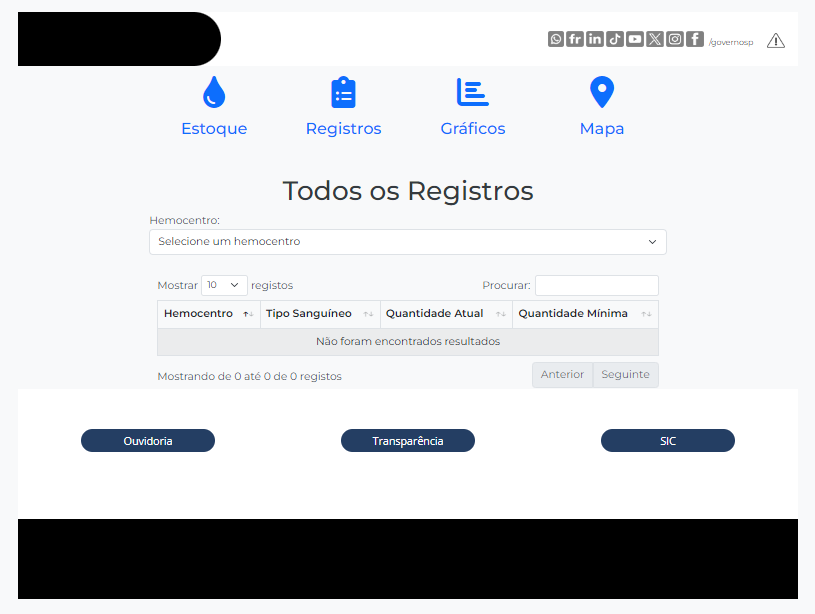 /governosp
Estoque Registros Gráficos Mapa
Todos os Registros
Hemocentro:
Selecione um hemocentro
Mostrar 10 registos Procurar:
Hemocentro Tipo Sanguíneo Quantidade Atual Quantidade Mínima
Não foram encontrados resultados
Mostrando de 0 até 0 de 0 registos Anterior Seguinte
Ouvidoria Transparência SIC